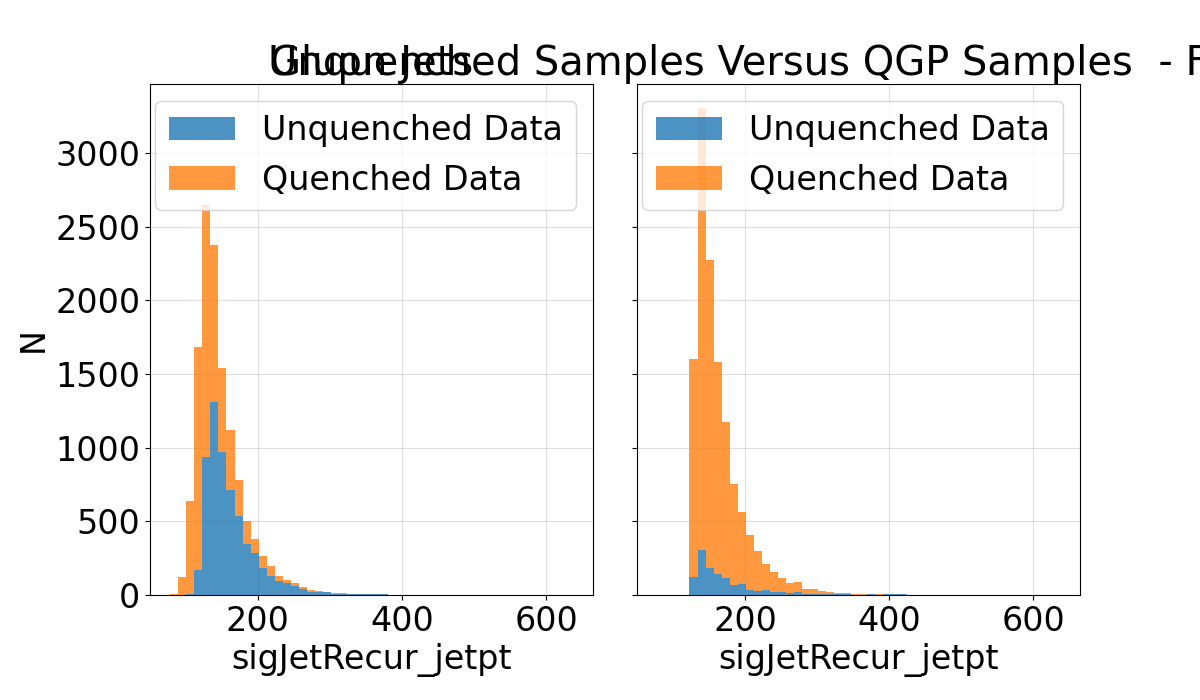 Gluon Jets
Unquenched Samples Versus QGP Samples - F
Unquenched Data
Quenched Data
Unquenched Data
Quenched Data
3000
2500
2000
1500
1000
500
0
N
200
400
600
200
400
600
sigJetRecur_jetpt
sigJetRecur_jetpt